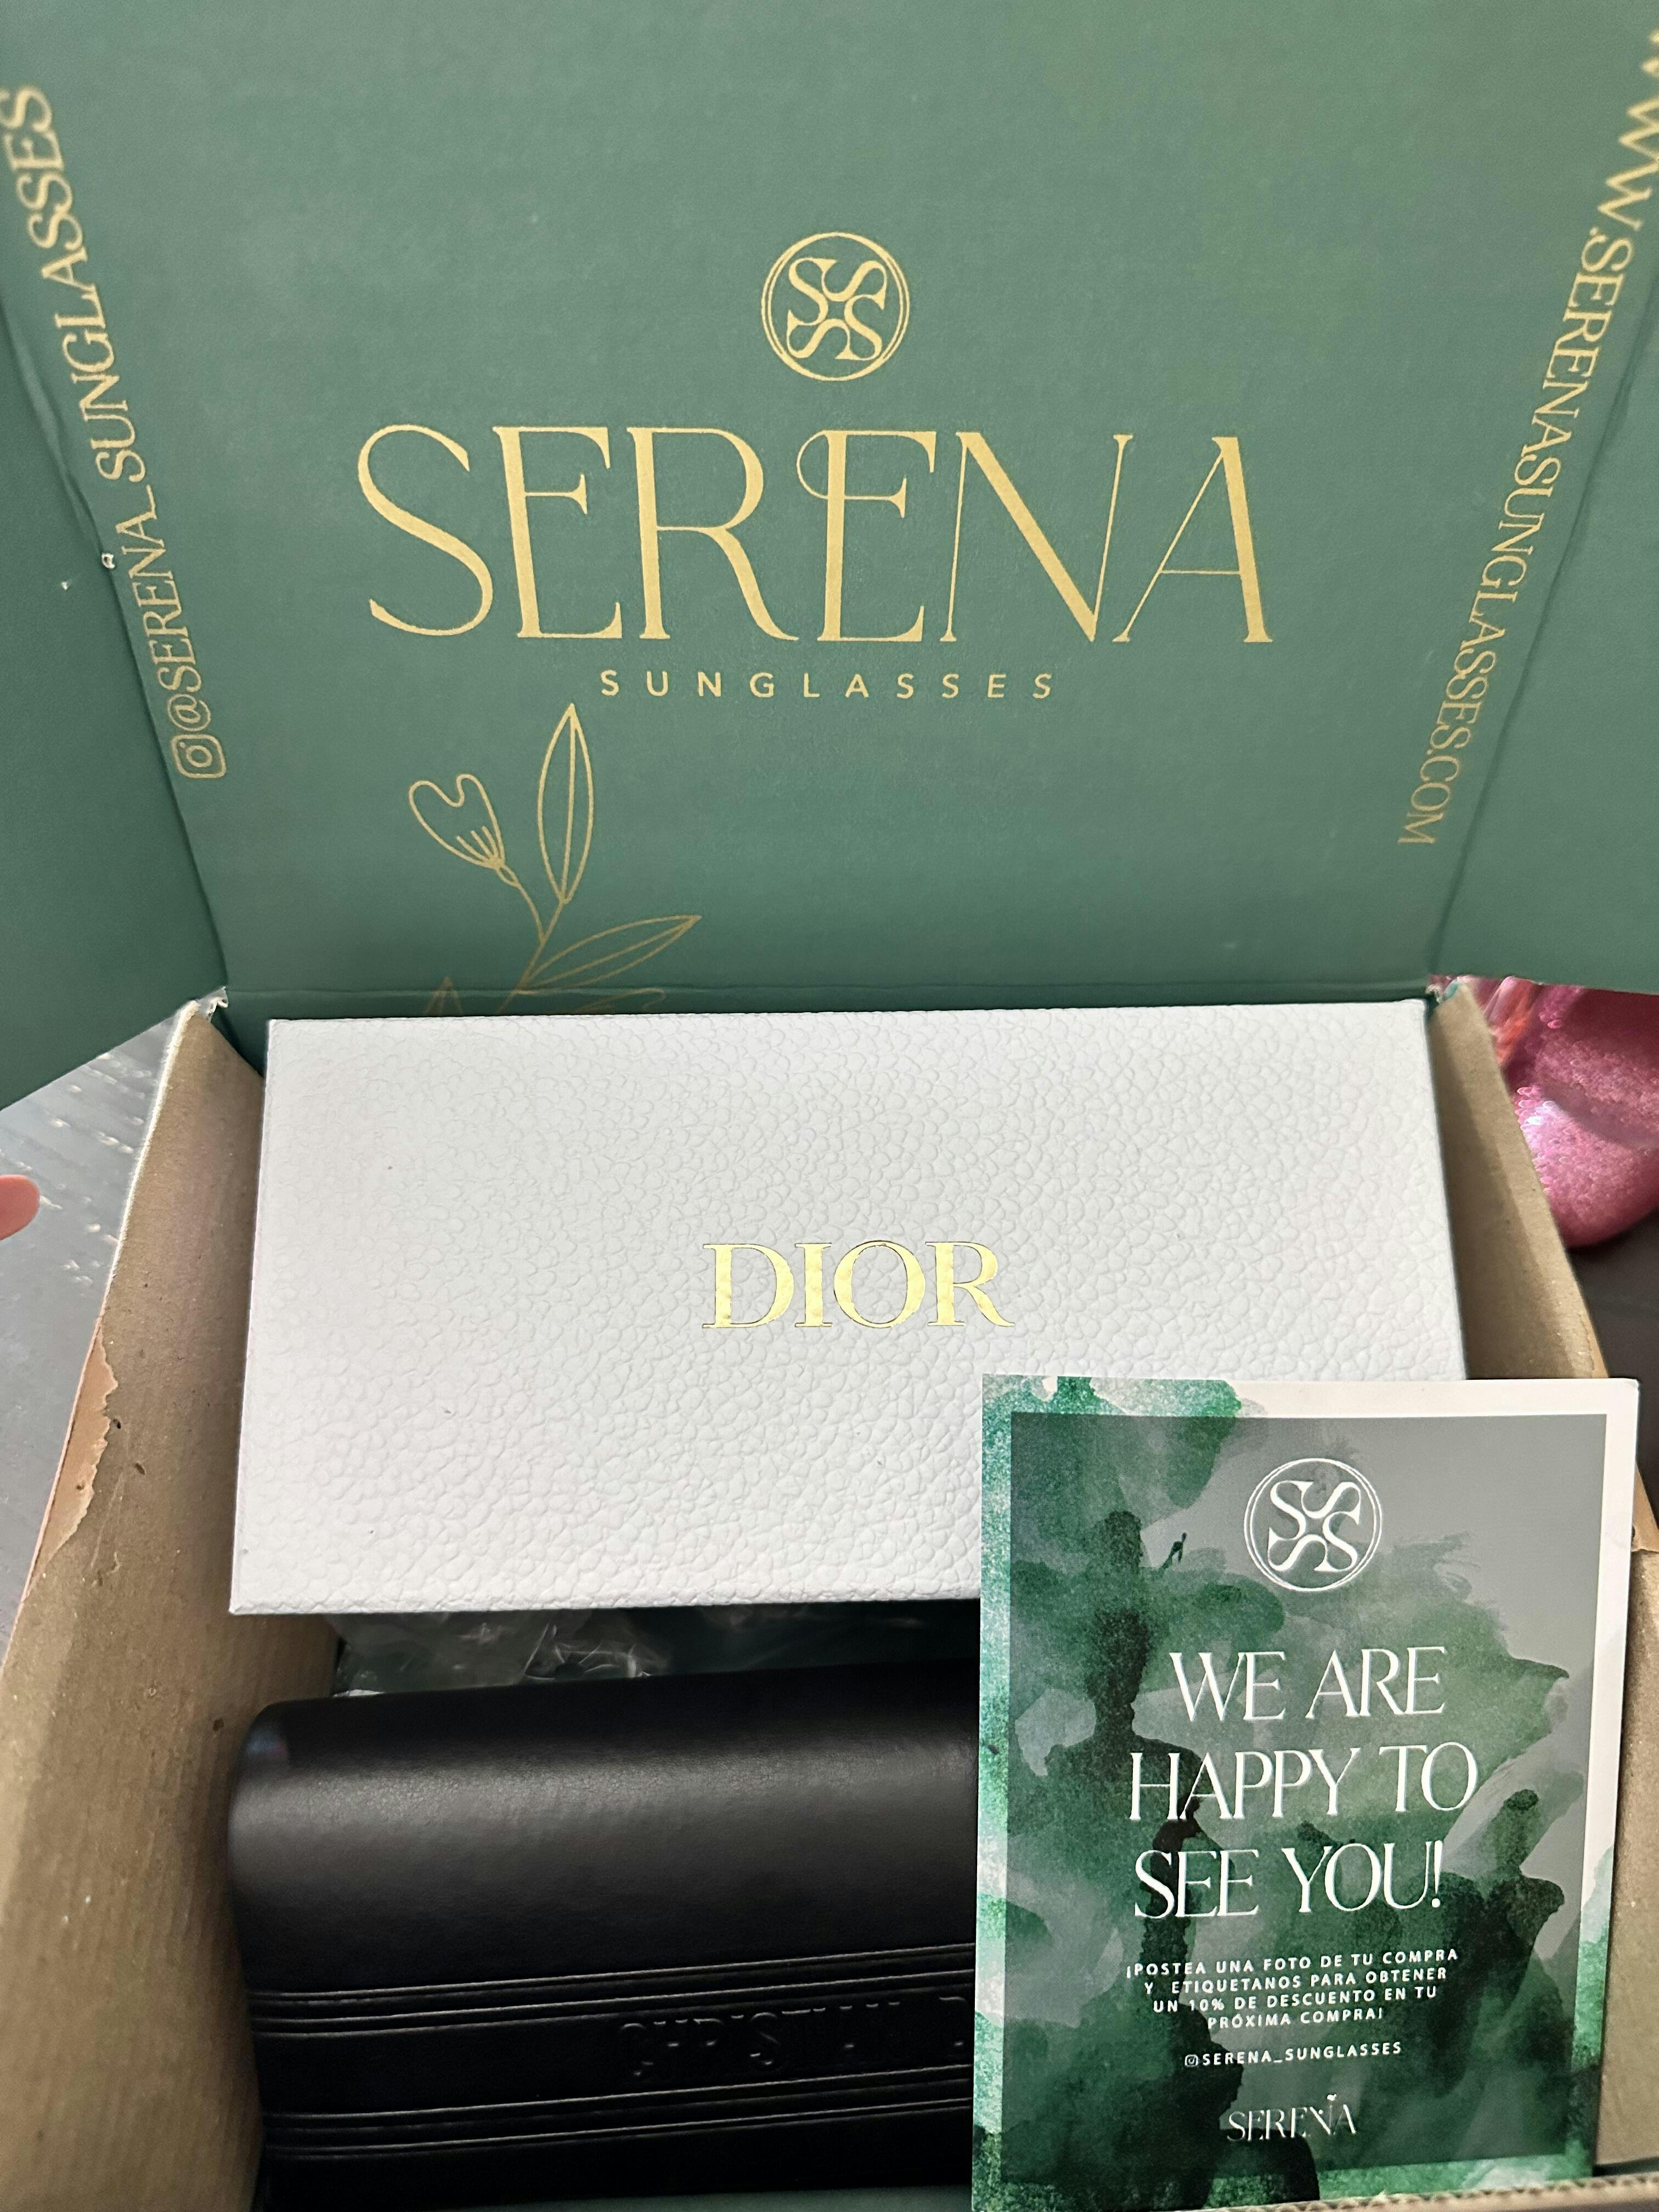 @SERENA_SUNGLASSES
WWW.SERENASUNGLASSES.COM
SERENA
SUNGLASSES
DIOR
CHRISTIAN
WE ARE
HAPPY TO
SEE YOU!
¡POSTEA UNA FOTO DE TU COMPRA
Y ETIQUETANOS PARA OBTENER
UN 10% DE DESCUENTO EN TU
PRÓXIMA COMPRA!
@SERENA_SUNGLASSES
SERENA